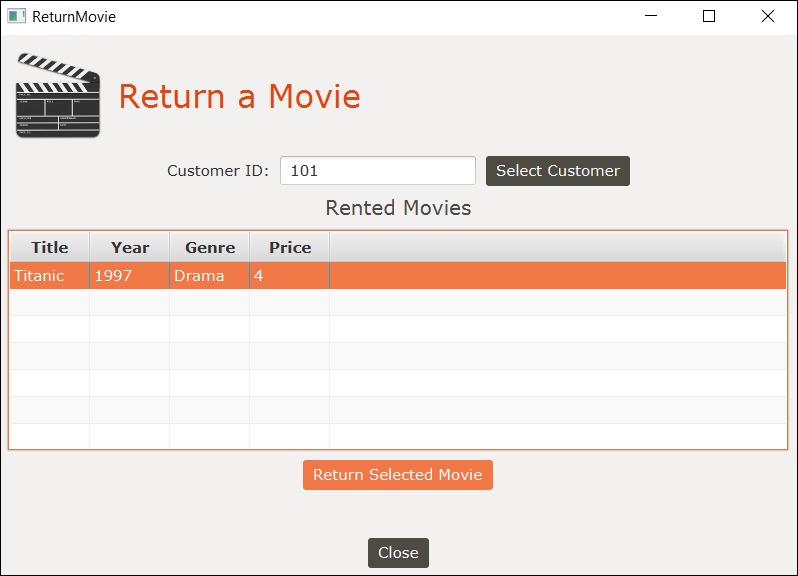 ReturnMovie
Return a Movie
Customer ID: 101 Select Customer
Rented Movies
Title Year Genre Price
Titanic 1997 Drama 4
Return Selected Movie
Close